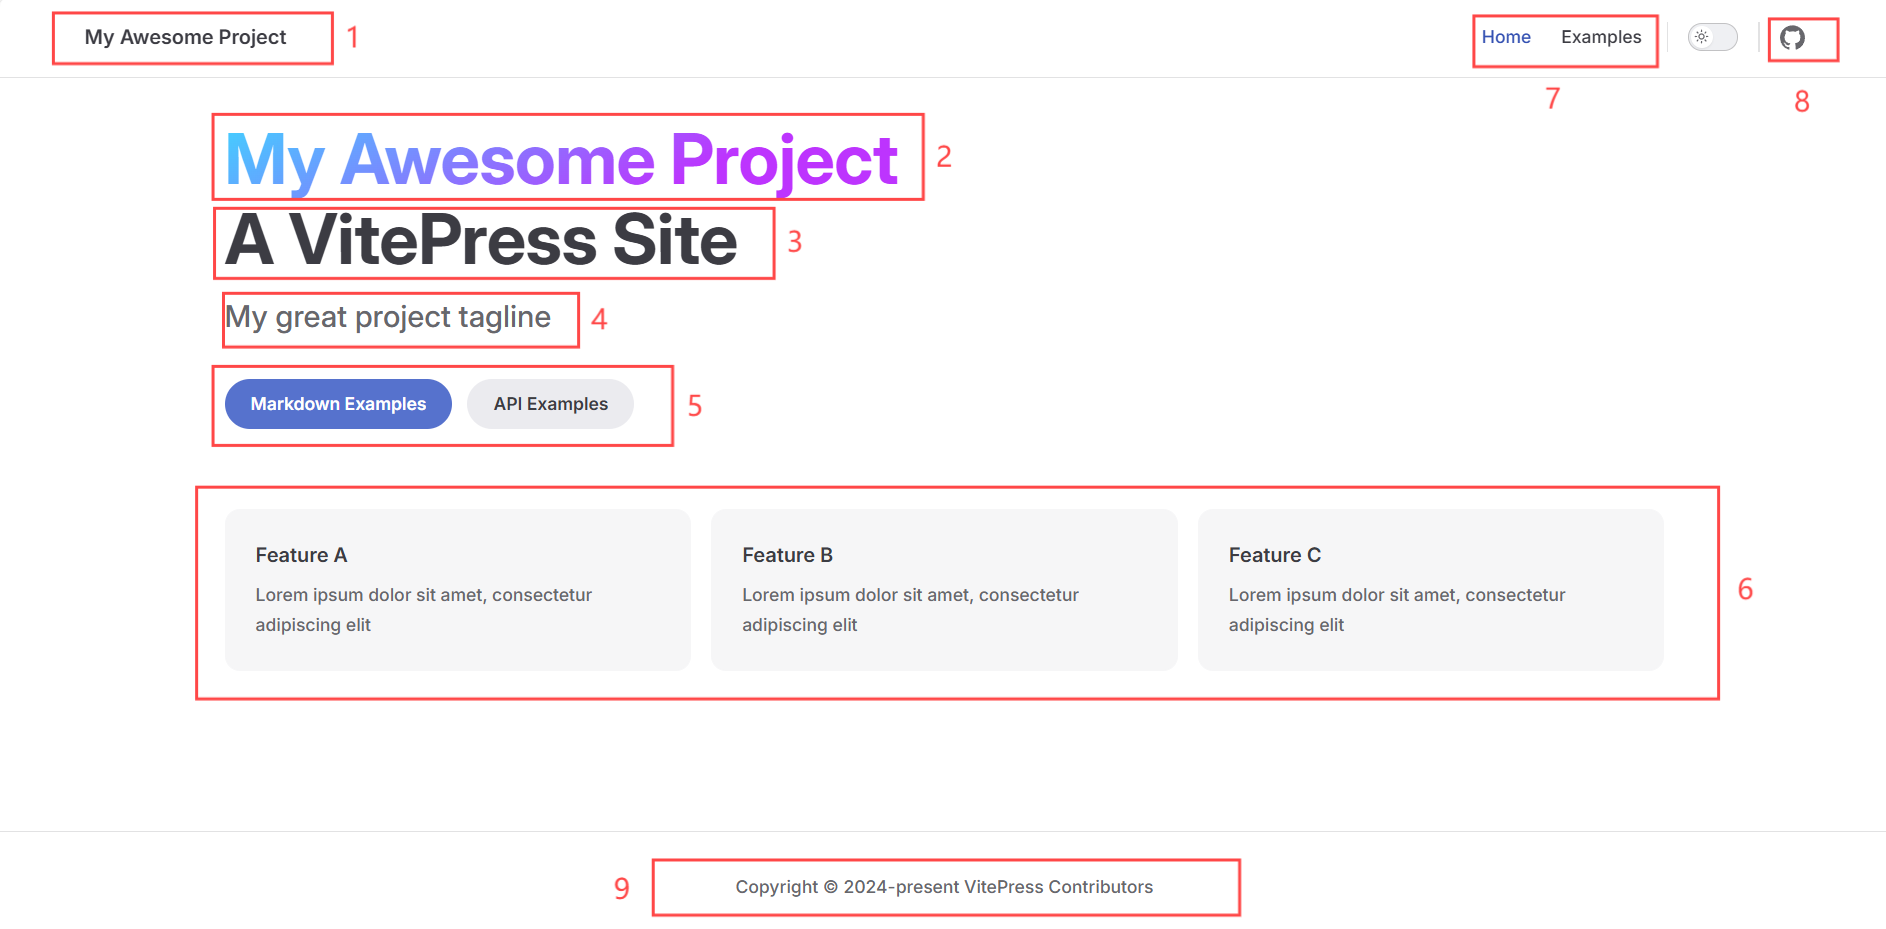 My Awesome Project 1
Home Examples
7
8
My Awesome Project 2
A VitePress Site 3
My great project tagline 4
Markdown Examples API Examples 5
Feature A
Lorem ipsum dolor sit amet, consectetur
adipiscing elit
Feature B
Lorem ipsum dolor sit amet, consectetur
adipiscing elit
Feature C
Lorem ipsum dolor sit amet, consectetur
adipiscing elit
6
9 Copyright © 2024-present VitePress Contributors